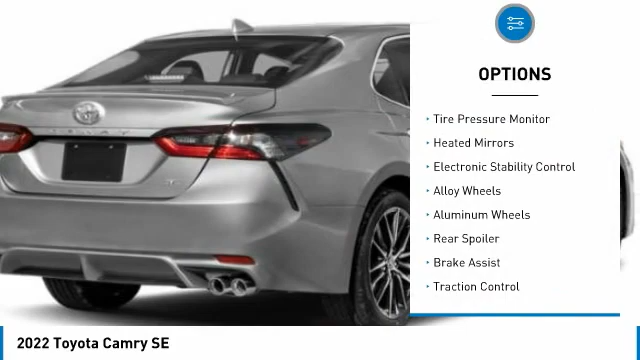 OPTIONS
• Tire Pressure Monitor
• Heated Mirrors
• Electronic Stability Control
• Alloy Wheels
• Aluminum Wheels
• Rear Spoiler
• Brake Assist
• Traction Control
2022 Toyota Camry SE